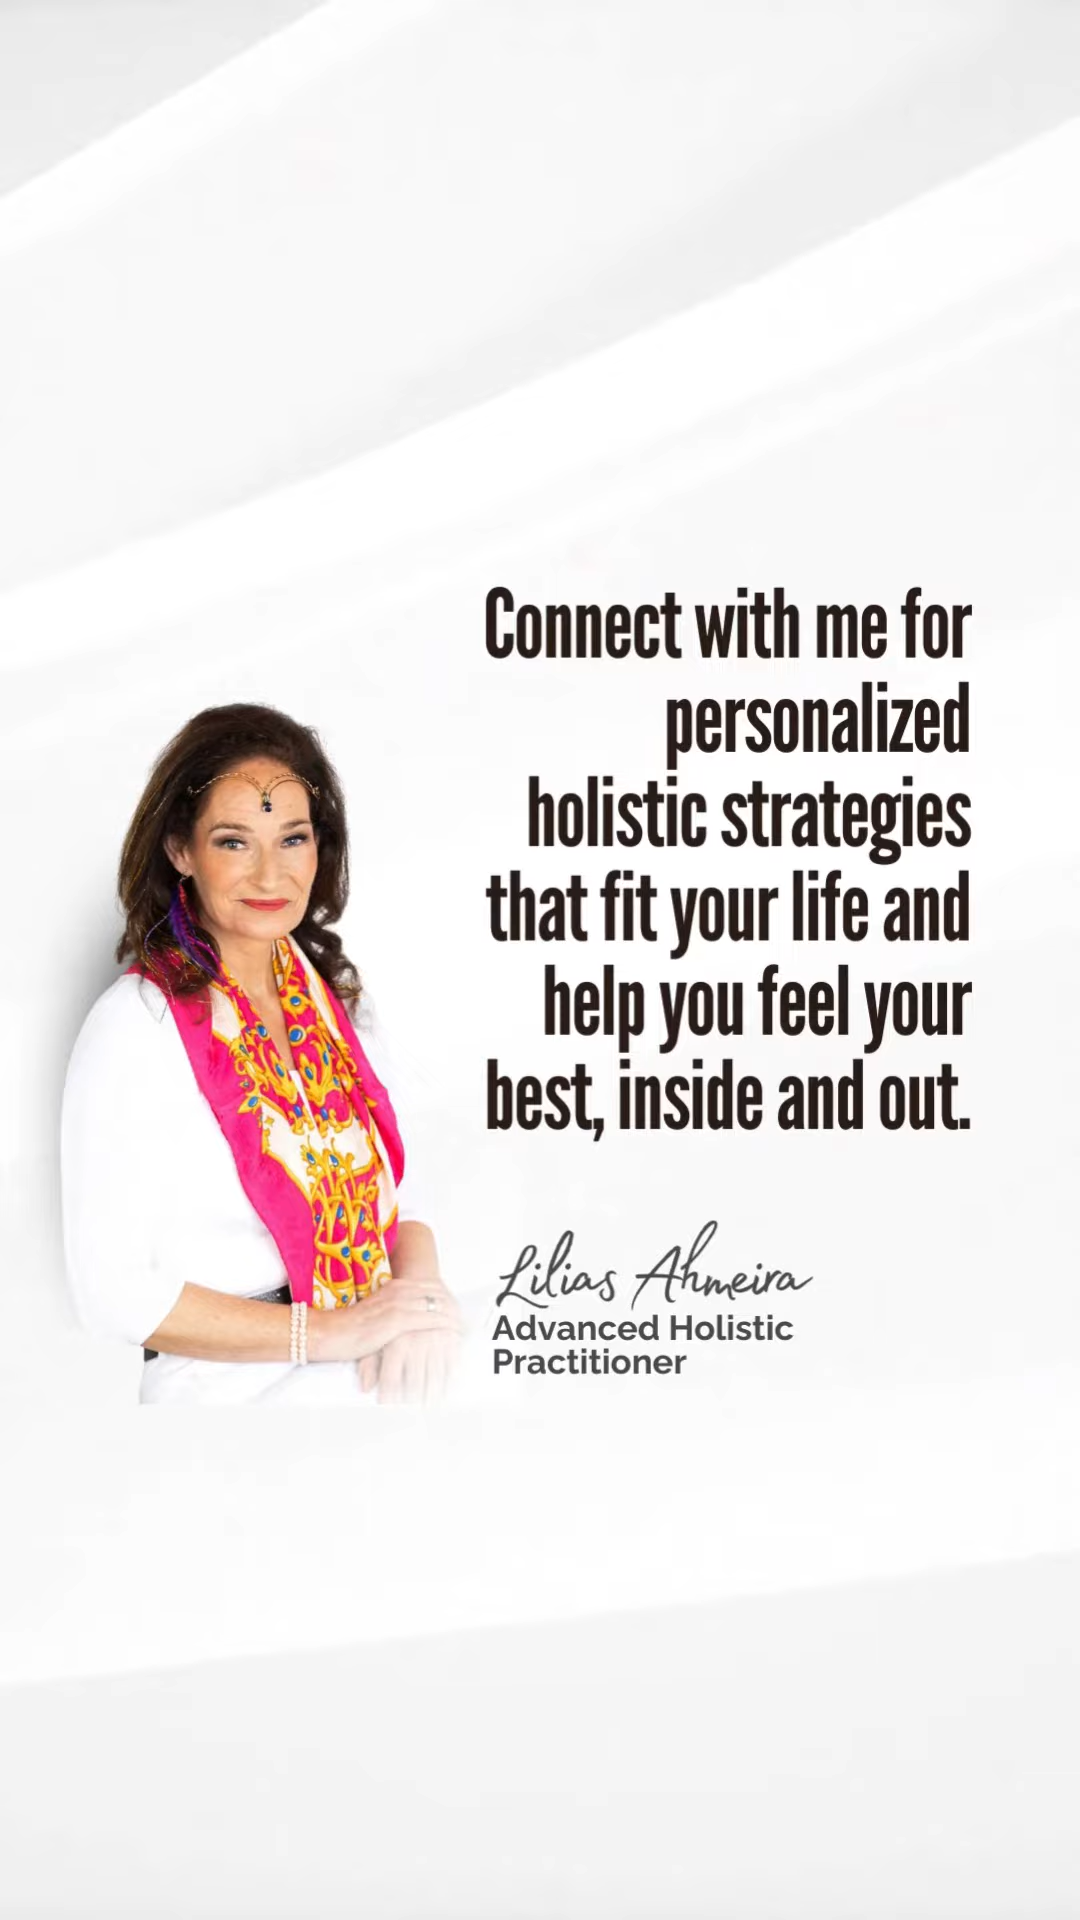 Connect with me for
personalized
holistic strategies
that fit your life and
help you feel your
best, inside and out.
Lilias Ahmeira
Advanced Holistic
Practitioner